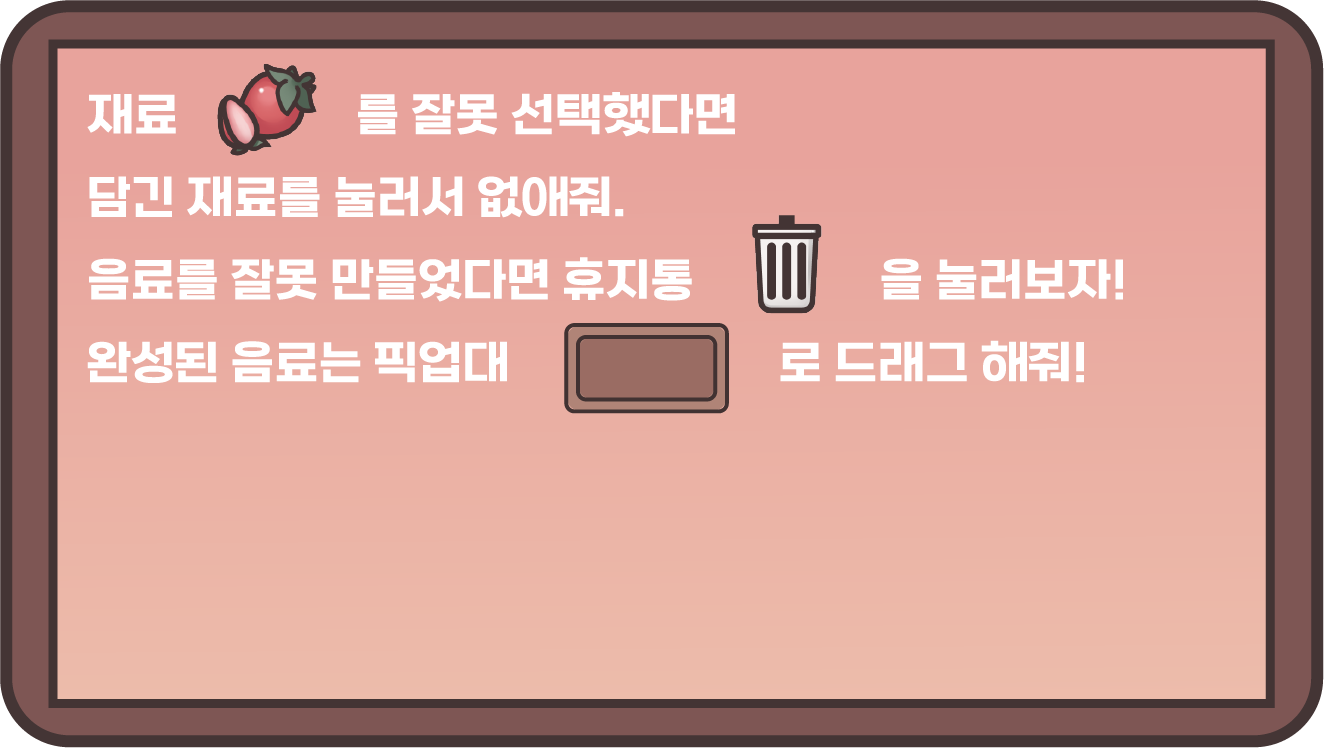 재료 를 잘못 선택했다면
담긴 재료를 눌러서 없애줘.
음료를 잘못 만들었다면 휴지통 을 눌러보자!
완성된 음료는 픽업대 로 드래그 해줘!